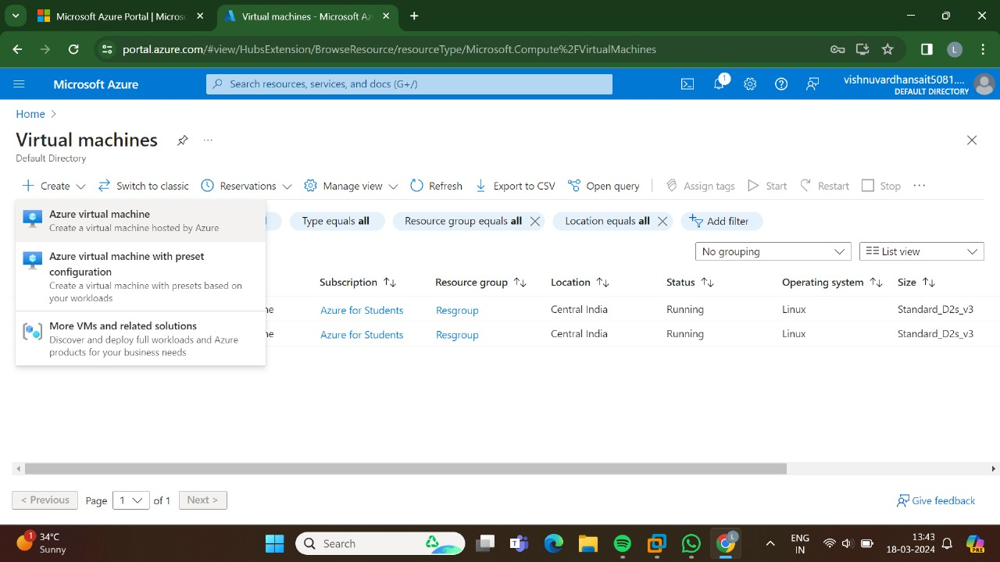 Microsoft Azure Portal | Micros
Virtual machines - Microsoft Az
portal.azure.com/#view/HubsExtension/BrowseResource/resourceType/Microsoft.Compute%2FVirtualMachines
L
Microsoft Azure
Search resources, services, and docs (G+/)
1
vishnuvardhansait5081....
DEFAULT DIRECTORY
Home
Virtual machines
Default Directory
Create
Switch to classic
Reservations
Manage view
Refresh
Export to CSV
Open query
Assign tags
Start
Restart
Stop
Azure virtual machine
Create a virtual machine hosted by Azure
Azure virtual machine with preset
configuration
Create a virtual machine with presets based on
your workloads
More VMs and related solutions
Discover and deploy full workloads and Azure
products for your business needs
Type equals all
Resource group equals all
Location equals all
Add filter
No grouping
List view
Subscription
Resource group
Location
Status
Operating system
Size
ne Azure for Students Resgroup Central India Running Linux Standard_D2s_v3
ne Azure for Students Resgroup Central India Running Linux Standard_D2s_v3
< Previous
Page 1 of 1
Next >
Give feedback
1
34°C
Sunny
Search
L
ENG
IN
13:43
18-03-2024
PRE